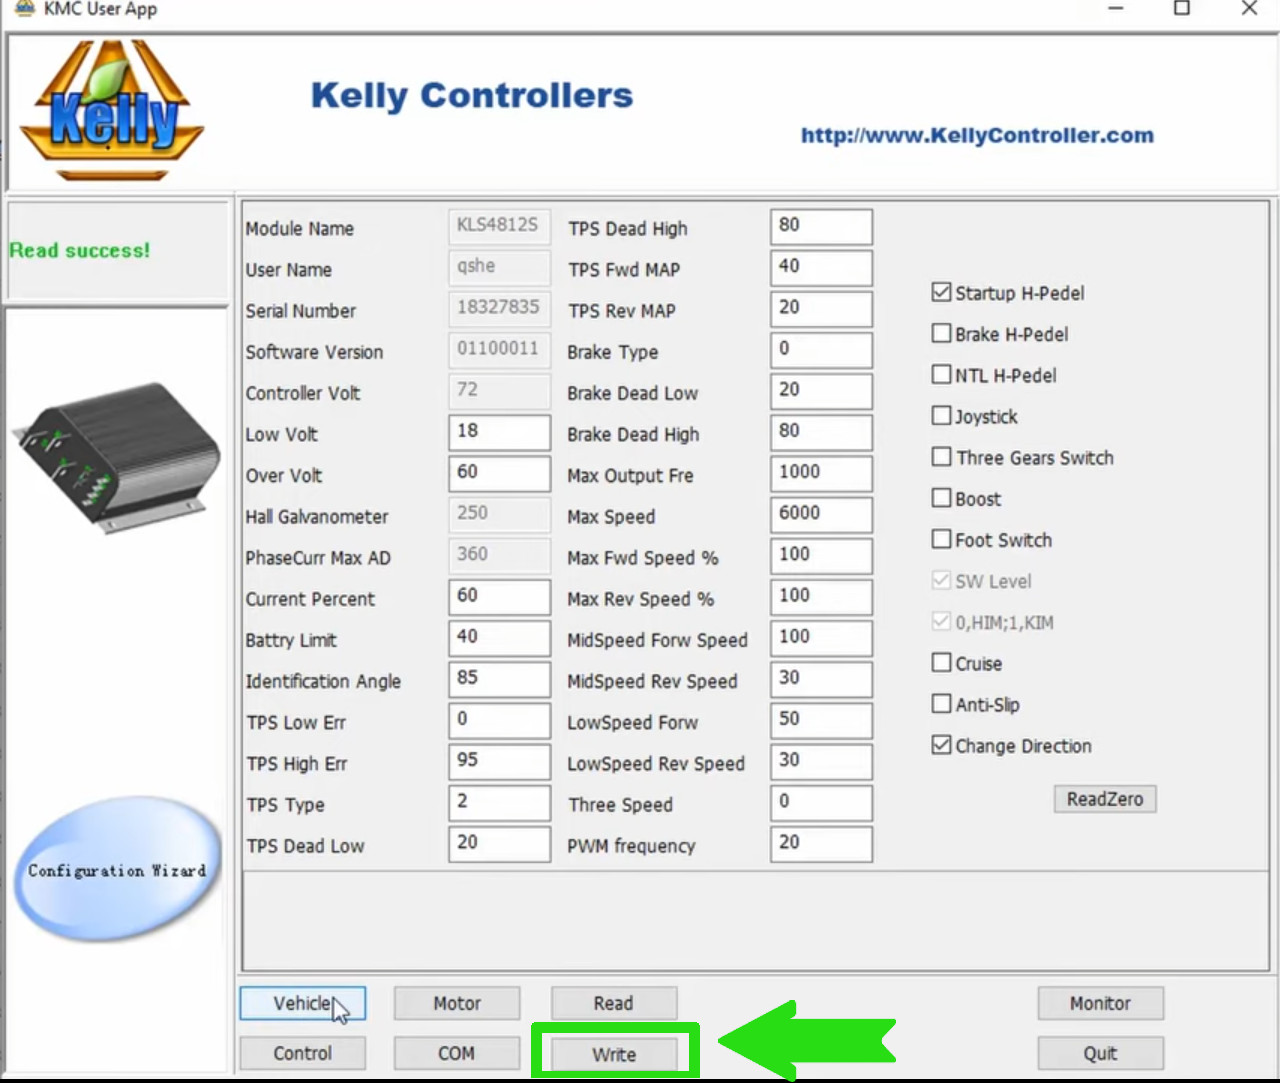 KMC User App
Kelly
Kelly Controllers
http://www.KellyController.com
Read success!
Configuration Wizard
Module Name KLS4812S TPS Dead High 80
User Name qshe TPS Fwd MAP 40
Startup H-Pedel
Serial Number 18327835 TPS Rev MAP 20
Brake H-Pedel
Software Version 01100011 Brake Type 0
NTL H-Pedel
Controller Volt 72 Brake Dead Low 20
Joystick
Low Volt 18 Brake Dead High 80
Three Gears Switch
Over Volt 60 Max Output Fre 1000
Boost
Hall Galvanometer 250 Max Speed 6000
Foot Switch
PhaseCurr Max AD 360 Max Fwd Speed % 100
SW Level
Current Percent 60 Max Rev Speed % 100
0,HIM;1,KIM
Battry Limit 40 MidSpeed Forw Speed 100
Cruise
Identification Angle 85 MidSpeed Rev Speed 30
Anti-Slip
TPS Low Err 0 LowSpeed Forw 50
Change Direction
TPS High Err 95 LowSpeed Rev Speed 30
ReadZero
TPS Type 2 Three Speed 0
TPS Dead Low 20 PWM frequency 20
Vehicle Motor Read Monitor
Control COM Write Quit